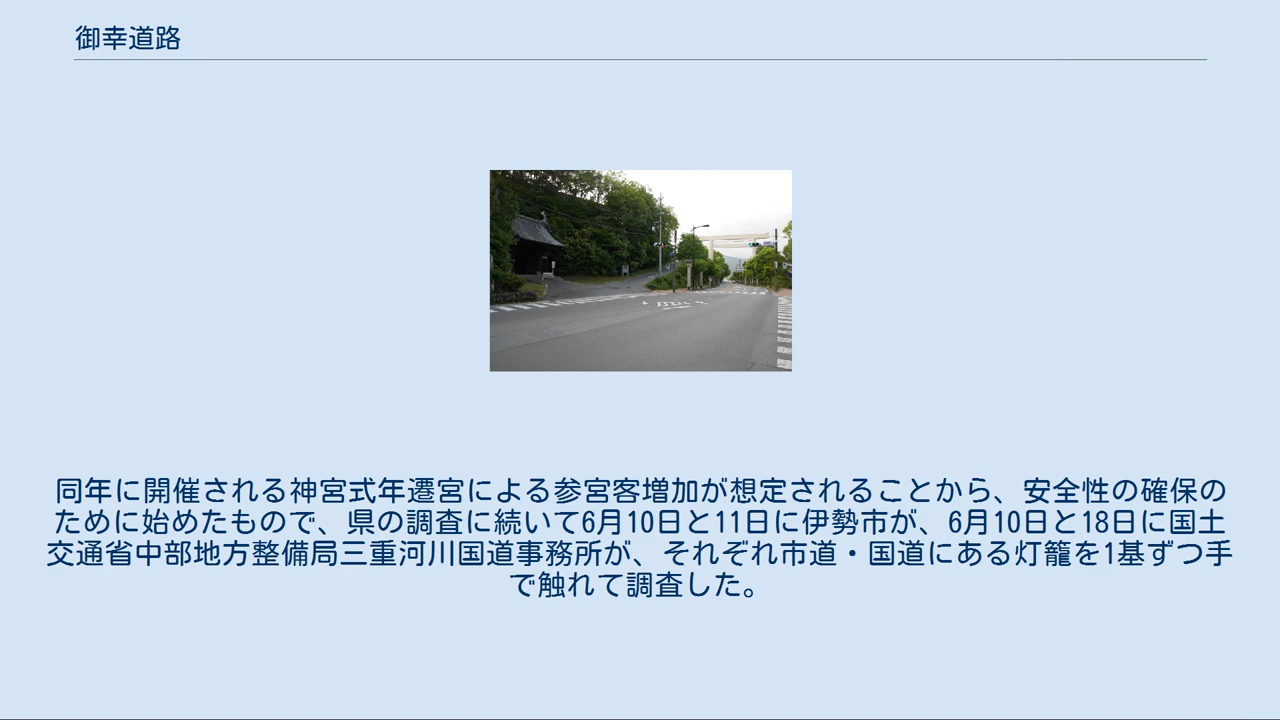 御幸道路
同年に開催される神宮式年遷宮による参宮客増加が想定されることから、安全性の確保の
ために始めたもので、県の調査に続いて6月10日と11日に伊勢市が、6月10日と18日に国土
交通省中部地方整備局三重河川国道事務所が、それぞれ市道・国道にある灯籠を1基ずつ手
で触れて調査した。